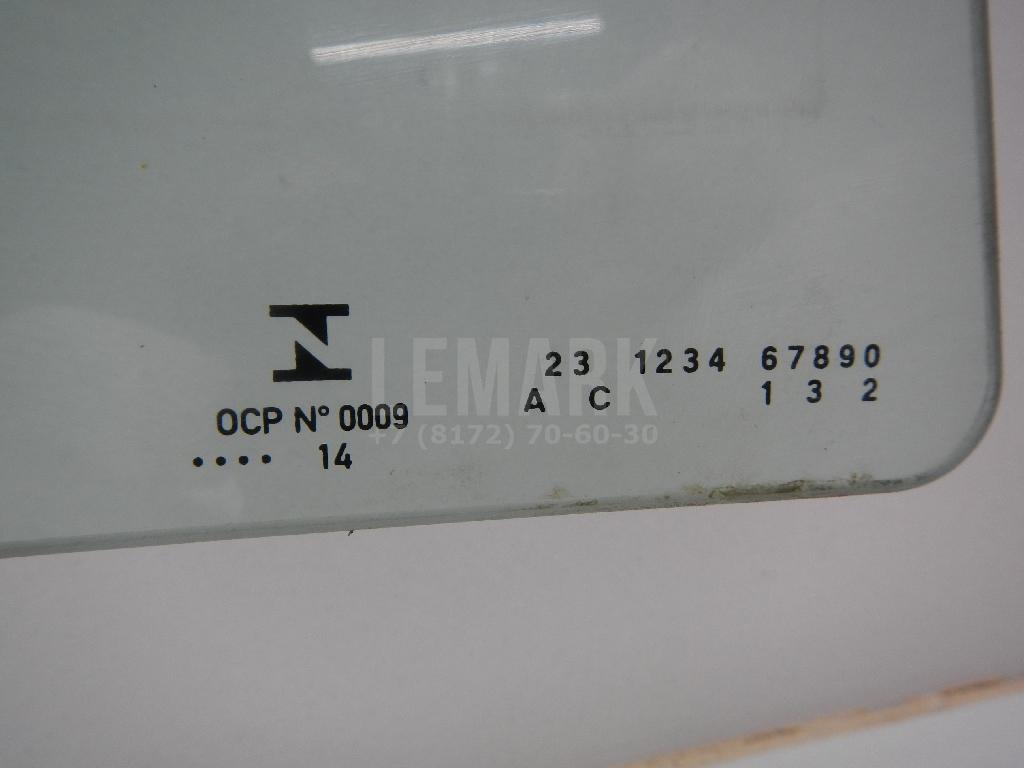 OCP N° 0009
•••• 14
23 1234 67890
A C 1 3 2
LEMARK
+7 (8172) 70-60-30